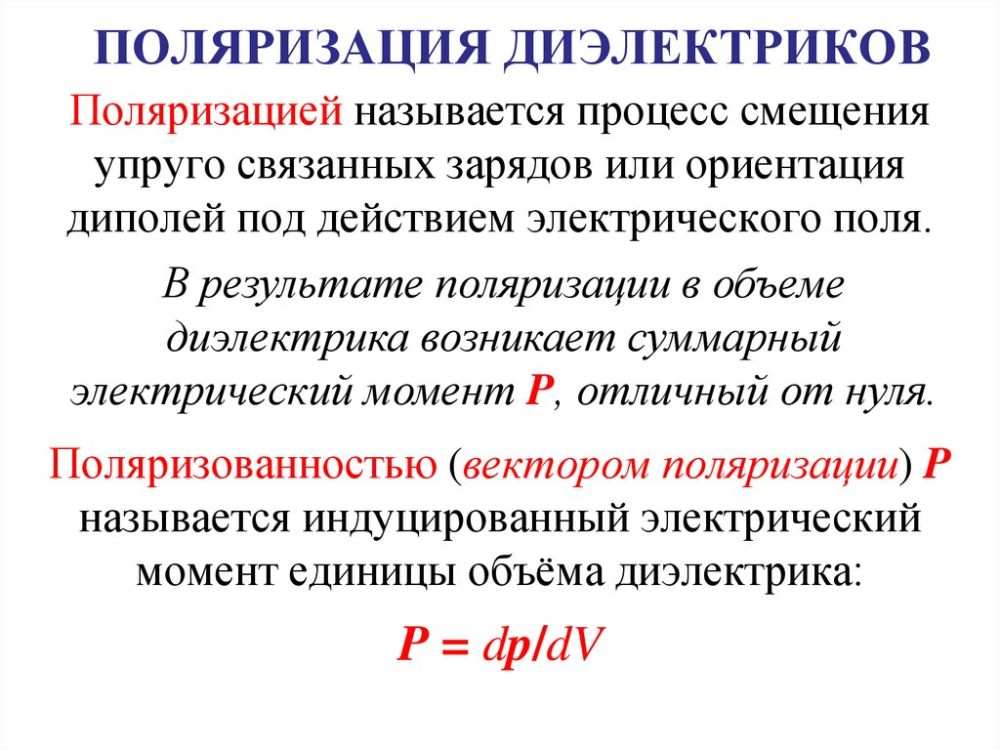 ПОЛЯРИЗАЦИЯ ДИЭЛЕКТРИКОВ
Поляризацией называется процесс смещения
упруго связанных зарядов или ориентация
диполей под действием электрического поля.
В результате поляризации в объеме
диэлектрика возникает суммарный
электрический момент P, отличный от нуля.
Поляризованностью (вектором поляризации) P
называется индуцированный электрический
момент единицы объёма диэлектрика:
P = dp/dV